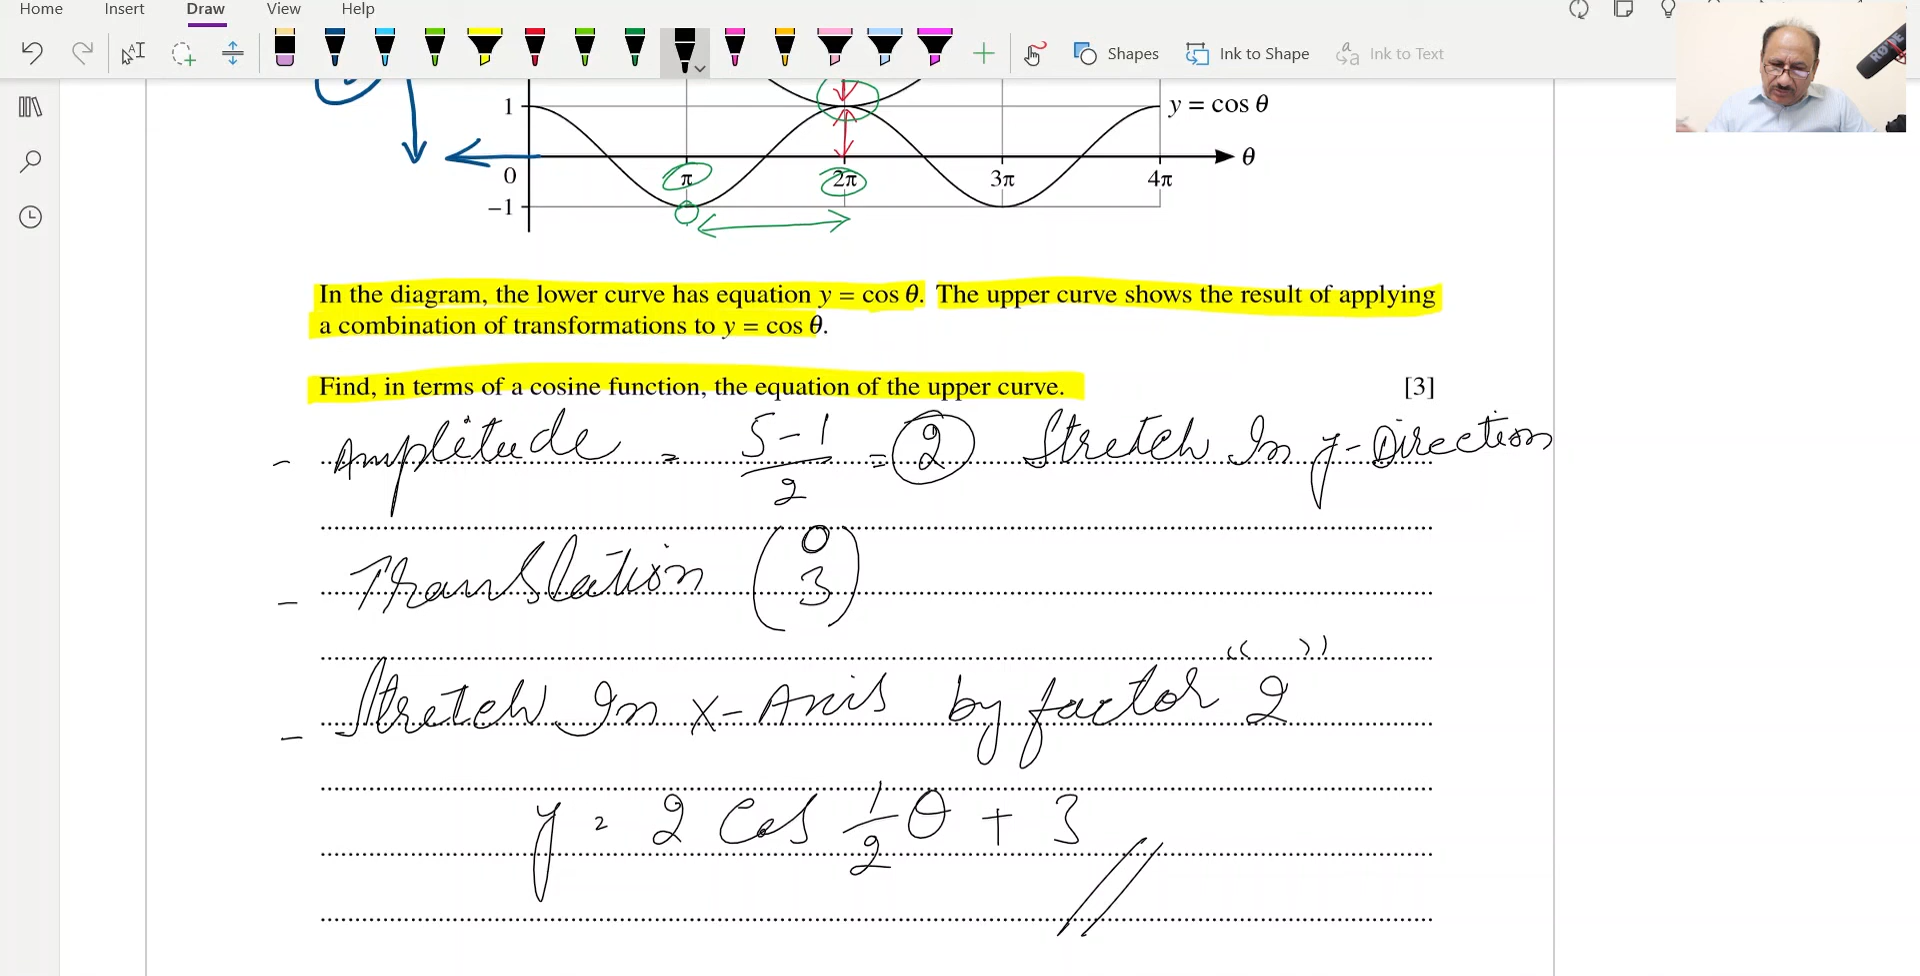 Home Insert Draw View Help
Shapes Ink to Shape Ink to Text
RODE
1 y = cos θ
θ
0 π 2π 3π 4π
−1
In the diagram, the lower curve has equation y = cos θ. The upper curve shows the result of applying
a combination of transformations to y = cos θ.
Find, in terms of a cosine function, the equation of the upper curve. [3]
- Amplitude = 5-1/2 = 2 Stretch In y-Direction
- Translation (0 3)
- Stretch In x-Axis by factor "2"
y = 2 Cos 1/2 θ + 3 //